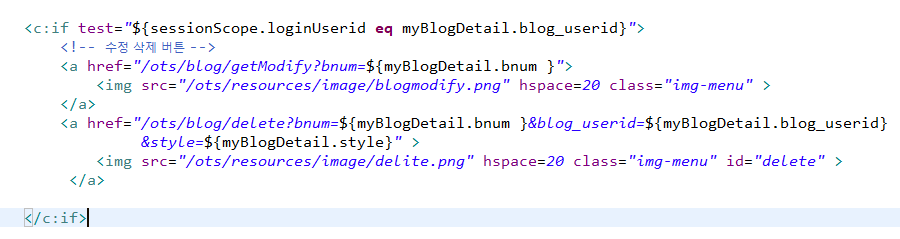 <c:if test="${sessionScope.loginUserid eq myBlogDetail.blog_userid}">
<!-- 수정 삭제 버튼 -->
<a href="/ots/blog/getModify?bnum=${myBlogDetail.bnum }">
<img src="/ots/resources/image/blogmodify.png" hspace=20 class="img-menu" >
</a>
<a href="/ots/blog/delete?bnum=${myBlogDetail.bnum }&blog_userid=${myBlogDetail.blog_userid}
&style=${myBlogDetail.style}" >
<img src="/ots/resources/image/delite.png" hspace=20 class="img-menu" id="delete" >
</a>
</c:if>